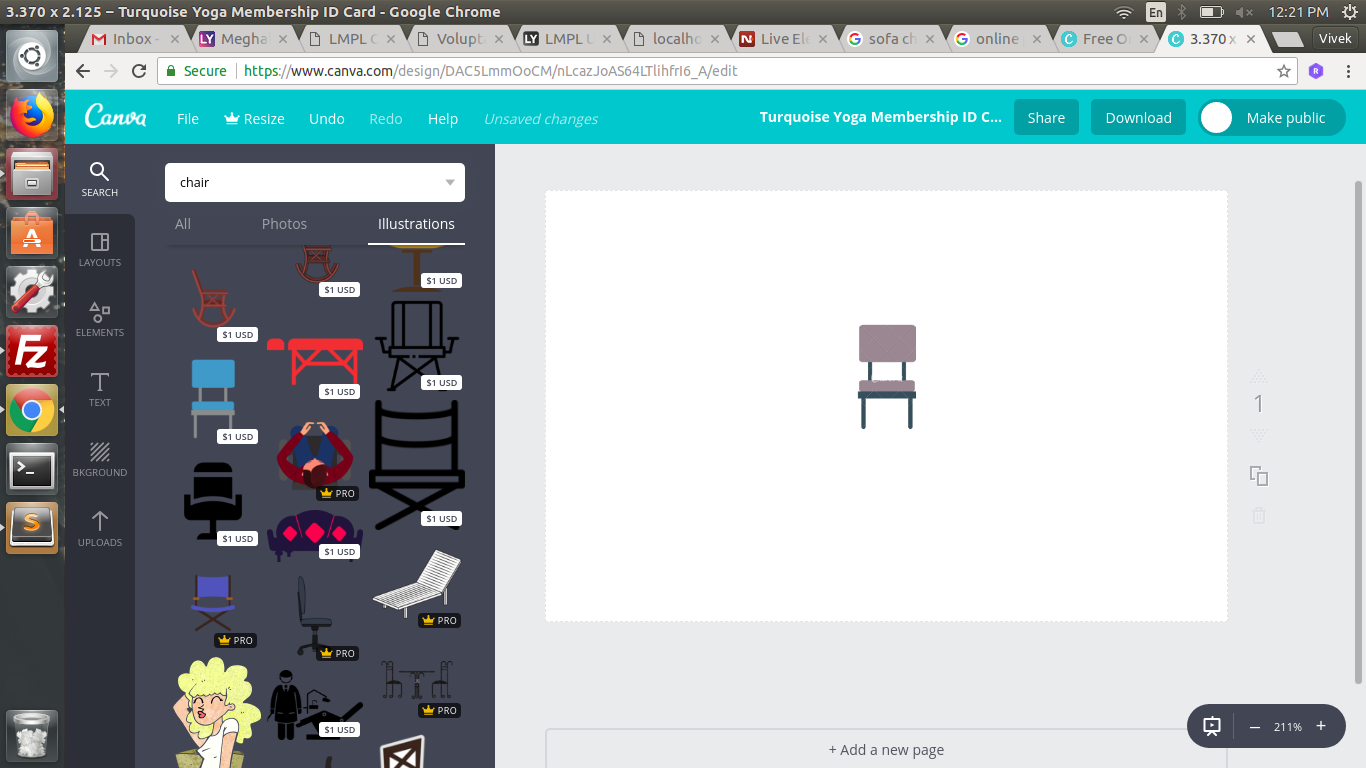 3.370 x 2.125 – Turquoise Yoga Membership ID Card - Google Chrome
En
12:21 PM
Inbox -
Megha
LMPL C
Volupt
LMPL U
localho
Live El
sofa ch
online
Free O
3.370 x
Vivek
Secure
https://www.canva.com/design/DAC5LmmOoCM/nLcazJoAS64LTlihfrI6_A/edit
Canva
File
Resize
Undo
Redo
Help
Unsaved changes
Turquoise Yoga Membership ID C...
Share
Download
Make public
SEARCH
LAYOUTS
ELEMENTS
TEXT
BKGROUND
UPLOADS
chair
All
Photos
Illustrations
$1 USD
$1 USD
$1 USD
$1 USD
$1 USD
$1 USD
PRO
$1 USD
$1 USD
$1 USD
PRO
PRO
PRO
PRO
$1 USD
1
211%
+ Add a new page